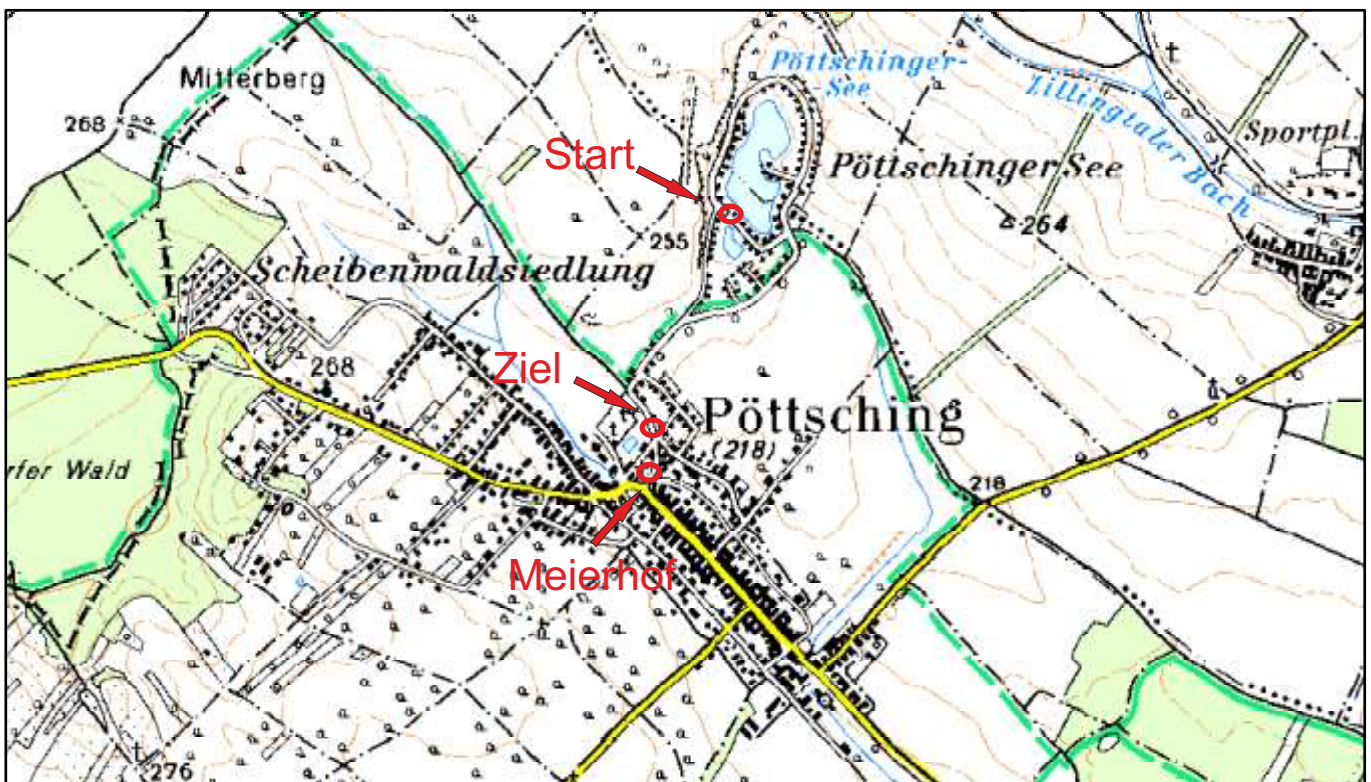 Mitterberg
Pöttschinger-
See
268
Zillingtaler Bach
Sportpl.
Start
Pöttschinger See
255
264
Scheibenwaldsiedlung
268
Ziel
Pöttsching
(218)
rfer Wald
218
Meierhof
276